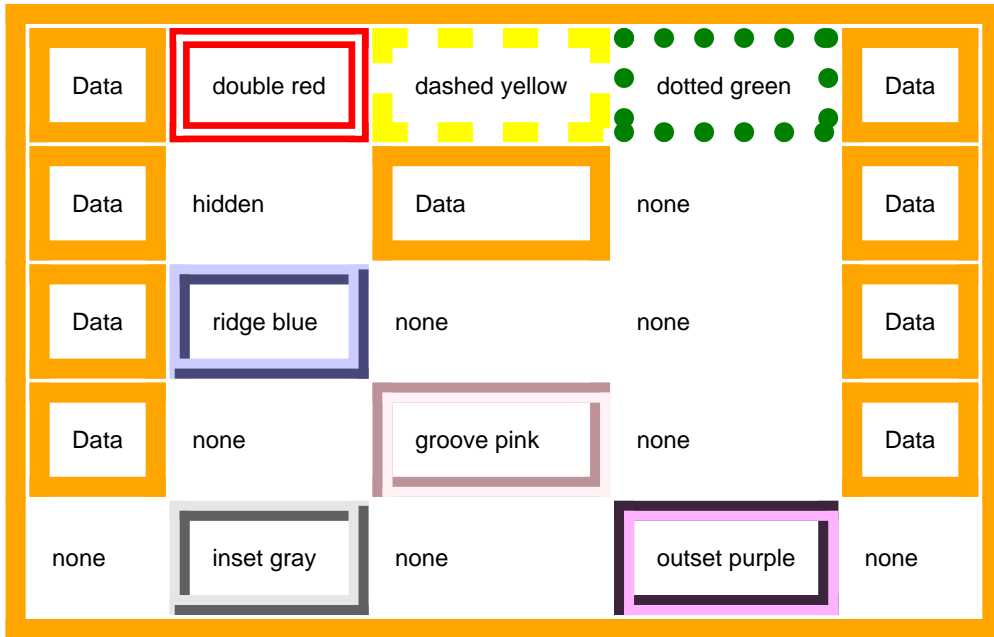 Data double red dashed yellow dotted green Data
Data hidden Data none Data
Data ridge blue none none Data
Data none groove pink none Data
none inset gray none outset purple none